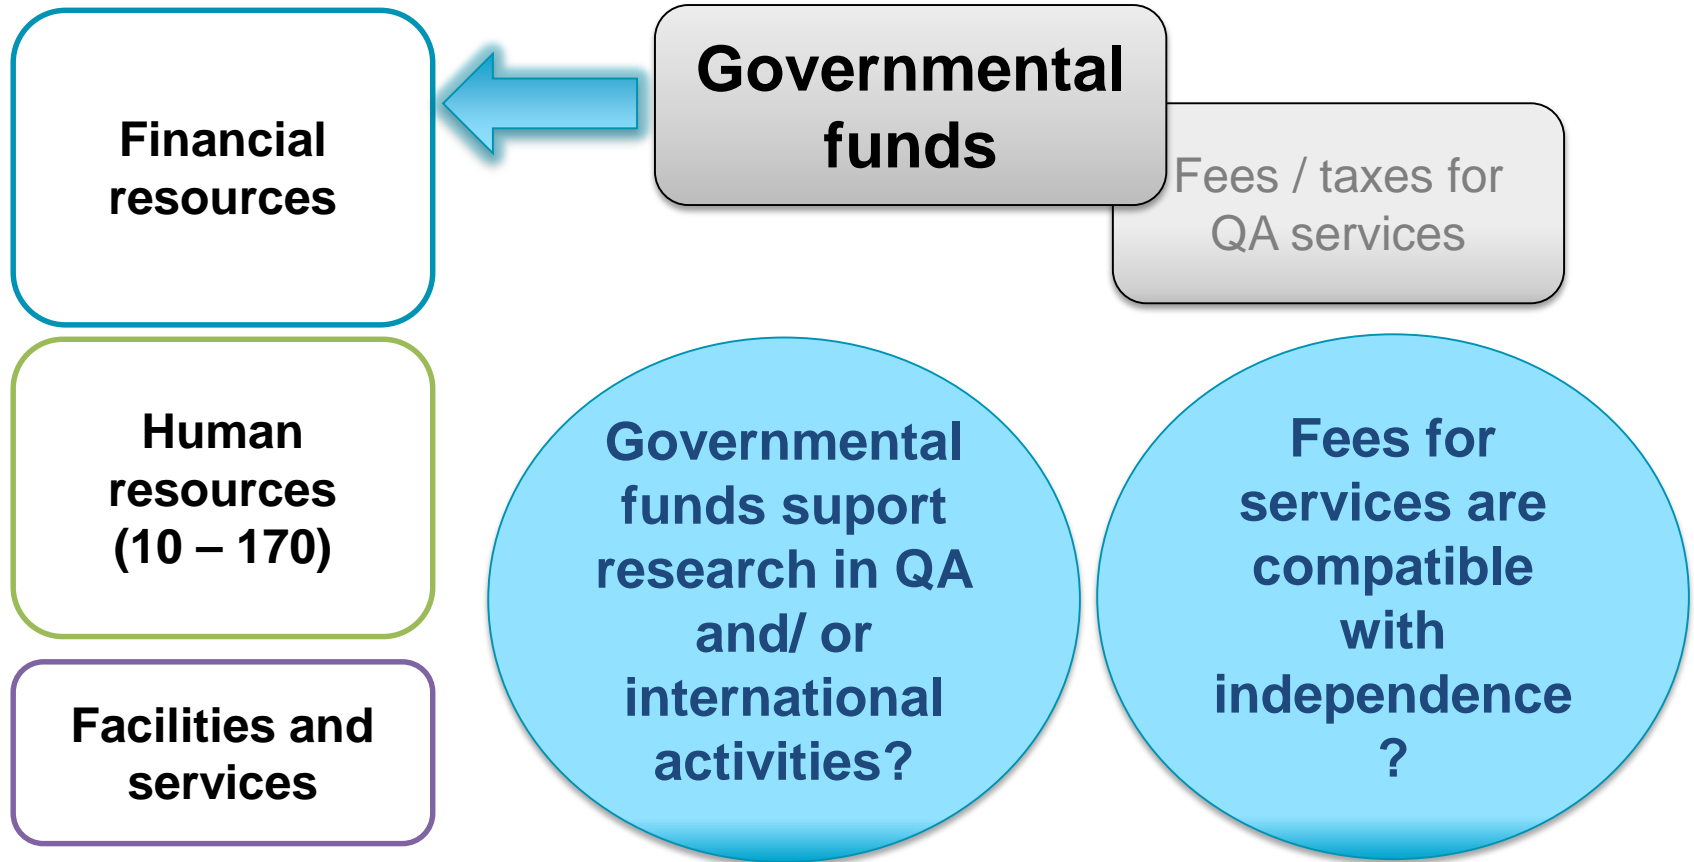 Financial
resources
Governmental
funds
Fees / taxes for
QA services
Human
resources
(10 – 170)
Facilities and
services
Governmental
funds suport
research in QA
and/ or
international
activities?
Fees for
services are
compatible
with
independence
?